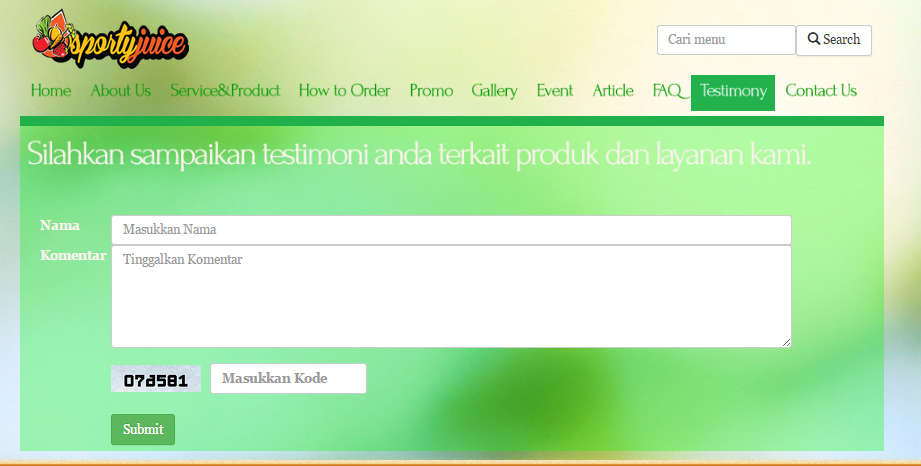 sportyjuice
Cari menu
Search
Home About Us Service&Product How to Order Promo Gallery Event Article FAQ Testimony Contact Us
Silahkan sampaikan testimoni anda terkait produk dan layanan kami.
Nama Masukkan Nama
Komentar Tinggalkan Komentar
07d581 Masukkan Kode
Submit